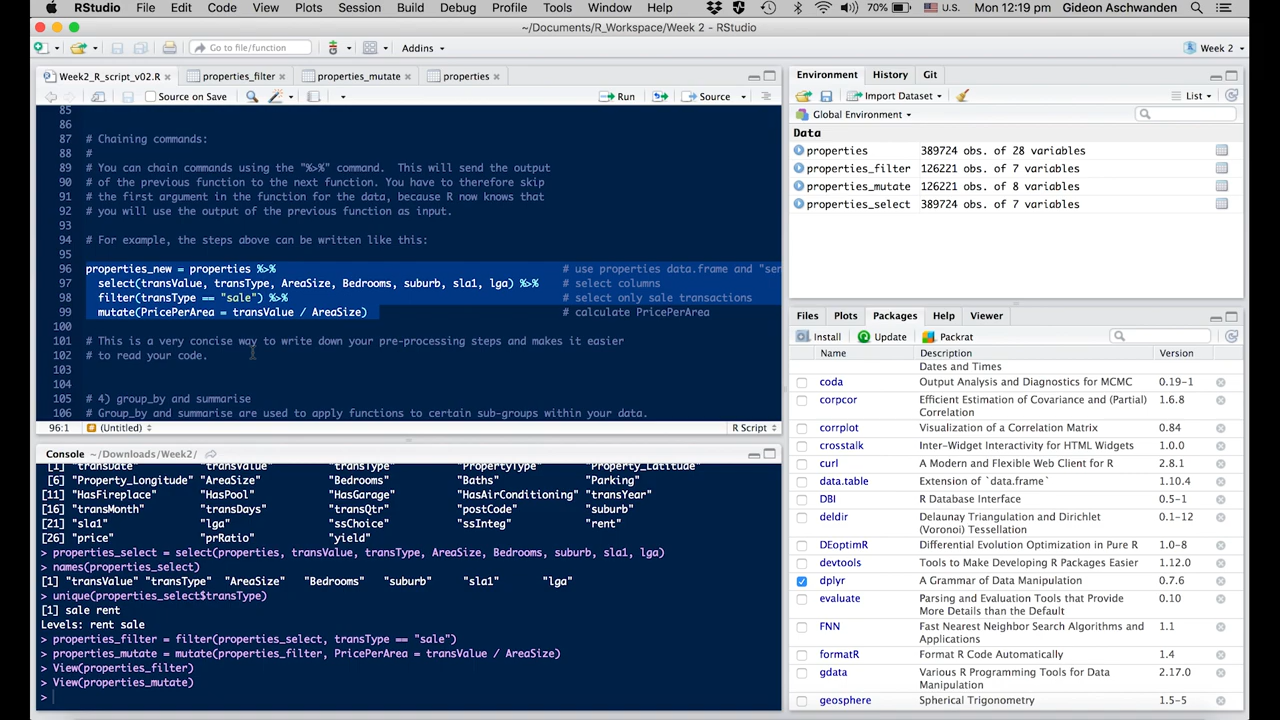 RStudio File Edit Code View Plots Session Build Debug Profile Tools Window Help 70% U.S. Mon 12:19 pm Gideon Aschwanden
~/Documents/R_Workspace/Week 2 - RStudio
Go to file/function Addins Week 2
Week2_R_script_v02.R properties_filter properties_mutate properties
Source on Save Run Source
85
86
87 # Chaining commands:
88 #
89 # You can chain commands using the "%>%" command. This will send the output
90 # of the previous function to the next function. You have to therefore skip
91 # the first argument in the function for the data, because R now knows that
92 # you will use the output of the previous function as input.
93
94 # For example, the steps above can be written like this:
95
96 properties_new = properties %>% # use properties data.frame and "sen
97 select(transValue, transType, AreaSize, Bedrooms, suburb, sla1, lga) %>% # select columns
98 filter(transType == "sale") %>% # select only sale transactions
99 mutate(PricePerArea = transValue / AreaSize) # calculate PricePerArea
100
101 # This is a very concise way to write down your pre-processing steps and makes it easier
102 # to read your code.
103
104
105 # 4) group_by and summarise
106 # Group_by and summarise are used to apply functions to certain sub-groups within your data.
96:1 (Untitled) R Script
Console ~/Downloads/Week2/
[1] "transDate" "transValue" "transType" "PropertyType" "Property_Latitude"
[6] "Property_Longitude" "AreaSize" "Bedrooms" "Baths" "Parking"
[11] "HasFireplace" "HasPool" "HasGarage" "HasAirConditioning" "transYear"
[16] "transMonth" "transDays" "transQtr" "postCode" "suburb"
[21] "sla1" "lga" "ssChoice" "ssInteg" "rent"
[26] "price" "prRatio" "yield"
> properties_select = select(properties, transValue, transType, AreaSize, Bedrooms, suburb, sla1, lga)
> names(properties_select)
[1] "transValue" "transType" "AreaSize" "Bedrooms" "suburb" "sla1" "lga"
> unique(properties_select$transType)
[1] sale rent
Levels: rent sale
> properties_filter = filter(properties_select, transType == "sale")
> properties_mutate = mutate(properties_filter, PricePerArea = transValue / AreaSize)
> View(properties_filter)
> View(properties_mutate)
>
Environment History Git
Import Dataset List
Global Environment
Data
properties 389724 obs. of 28 variables
properties_filter 126221 obs. of 7 variables
properties_mutate 126221 obs. of 8 variables
properties_select 389724 obs. of 7 variables
Files Plots Packages Help Viewer
Install Update Packrat
Name Description Version
Dates and Times
coda Output Analysis and Diagnostics for MCMC 0.19-1
corpcor Efficient Estimation of Covariance and (Partial) 1.6.8
Correlation
corrplot Visualization of a Correlation Matrix 0.84
crosstalk Inter-Widget Interactivity for HTML Widgets 1.0.0
curl A Modern and Flexible Web Client for R 2.8.1
data.table Extension of `data.frame` 1.10.4
DBI R Database Interface 0.5-1
deldir Delaunay Triangulation and Dirichlet 0.1-12
(Voronoi) Tessellation
DEoptimR Differential Evolution Optimization in Pure R 1.0-8
devtools Tools to Make Developing R Packages Easier 1.12.0
dplyr A Grammar of Data Manipulation 0.7.6
evaluate Parsing and Evaluation Tools that Provide 0.10
More Details than the Default
FNN Fast Nearest Neighbor Search Algorithms and 1.1
Applications
formatR Format R Code Automatically 1.4
gdata Various R Programming Tools for Data 2.17.0
Manipulation
geosphere Spherical Trigonometry 1.5-5